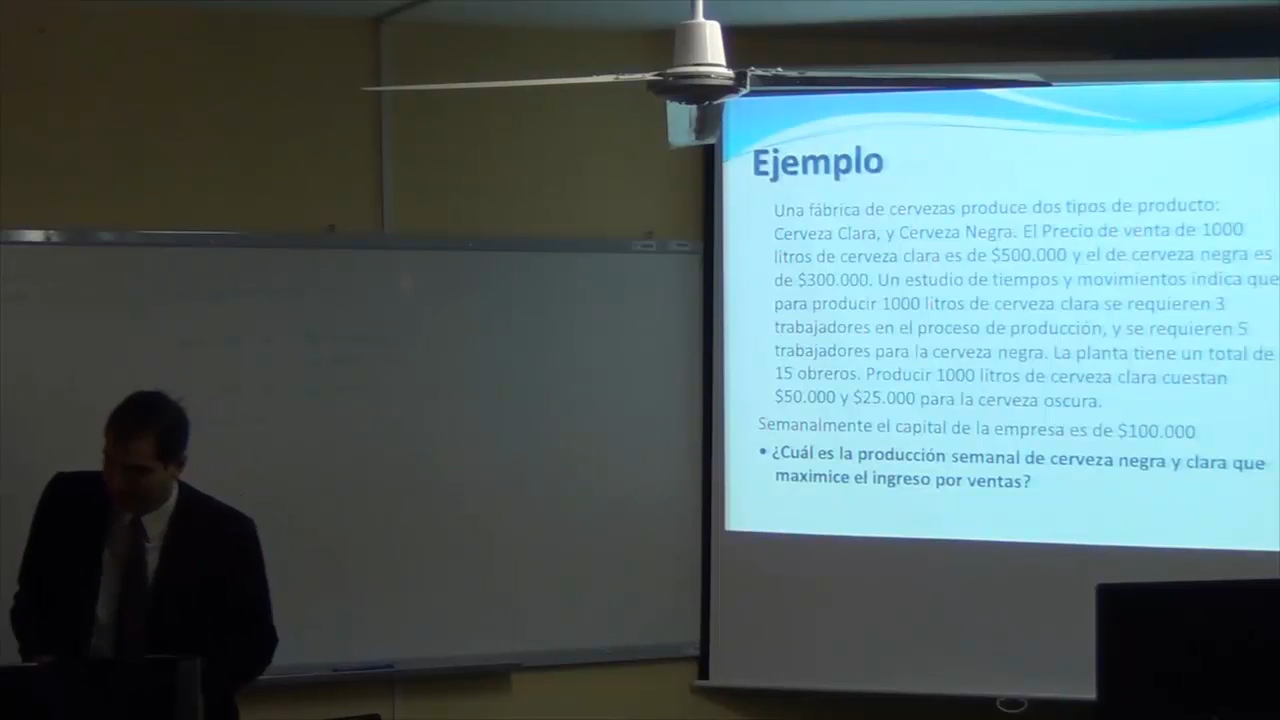 Ejemplo
Una fábrica de cervezas produce dos tipos de producto:
Cerveza Clara, y Cerveza Negra. El Precio de venta de 1000
litros de cerveza clara es de $500.000 y el de cerveza negra es
de $300.000. Un estudio de tiempos y movimientos indica que
para producir 1000 litros de cerveza clara se requieren 3
trabajadores en el proceso de producción, y se requieren 5
trabajadores para la cerveza negra. La planta tiene un total de
15 obreros. Producir 1000 litros de cerveza clara cuestan
$50.000 y $25.000 para la cerveza oscura.
Semanalmente el capital de la empresa es de $100.000
• ¿Cuál es la producción semanal de cerveza negra y clara que
maximice el ingreso por ventas?